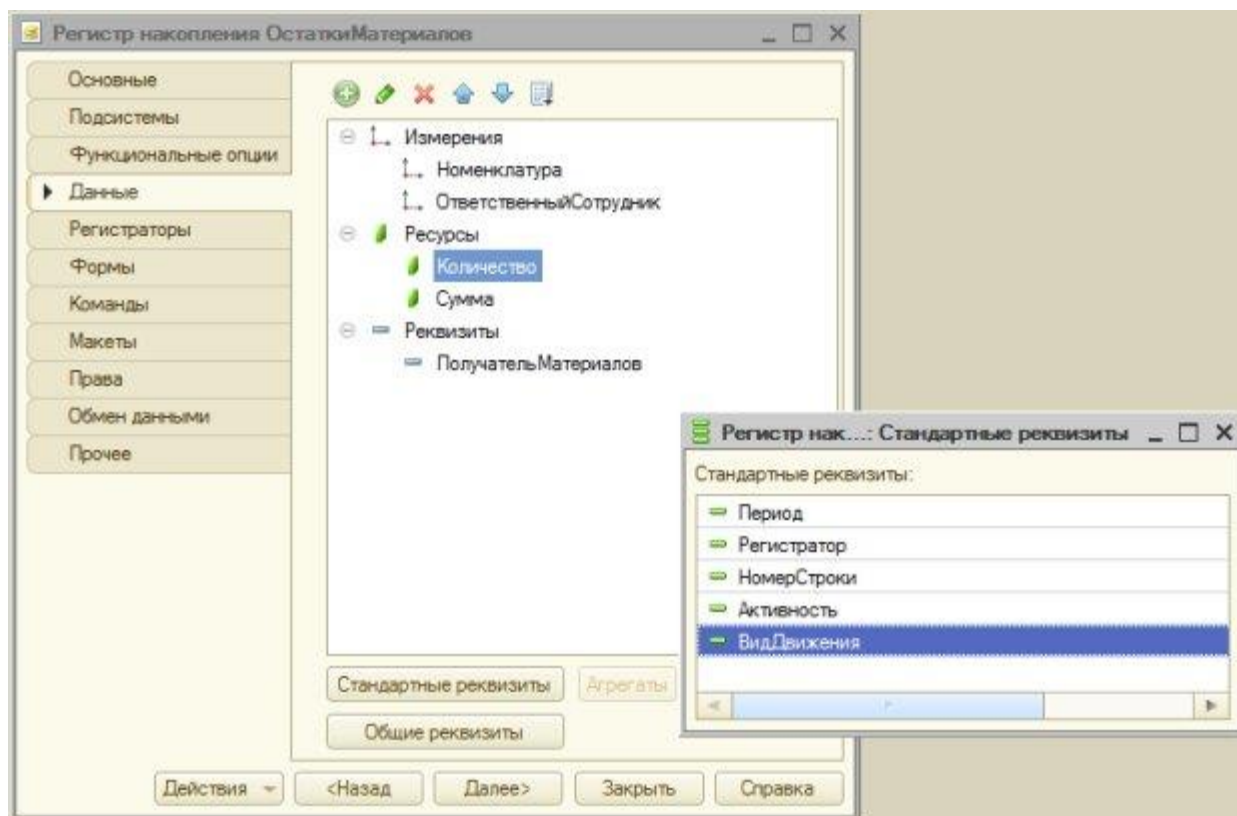 Регистр накопления ОстаткиМатериалов
Основные
Подсистемы
Функциональные опции
Данные
Регистраторы
Формы
Команды
Макеты
Права
Обмен данными
Прочее
Измерения
Номенклатура
ОтветственныйСотрудник
Ресурсы
Количество
Сумма
Реквизиты
ПолучательМатериалов
Стандартные реквизиты
Агрегаты
Общие реквизиты
Действия
<Назад
Далее>
Закрыть
Справка
Регистр нак...: Стандартные реквизиты
Стандартные реквизиты:
Период
Регистратор
НомерСтроки
Активность
ВидДвижения